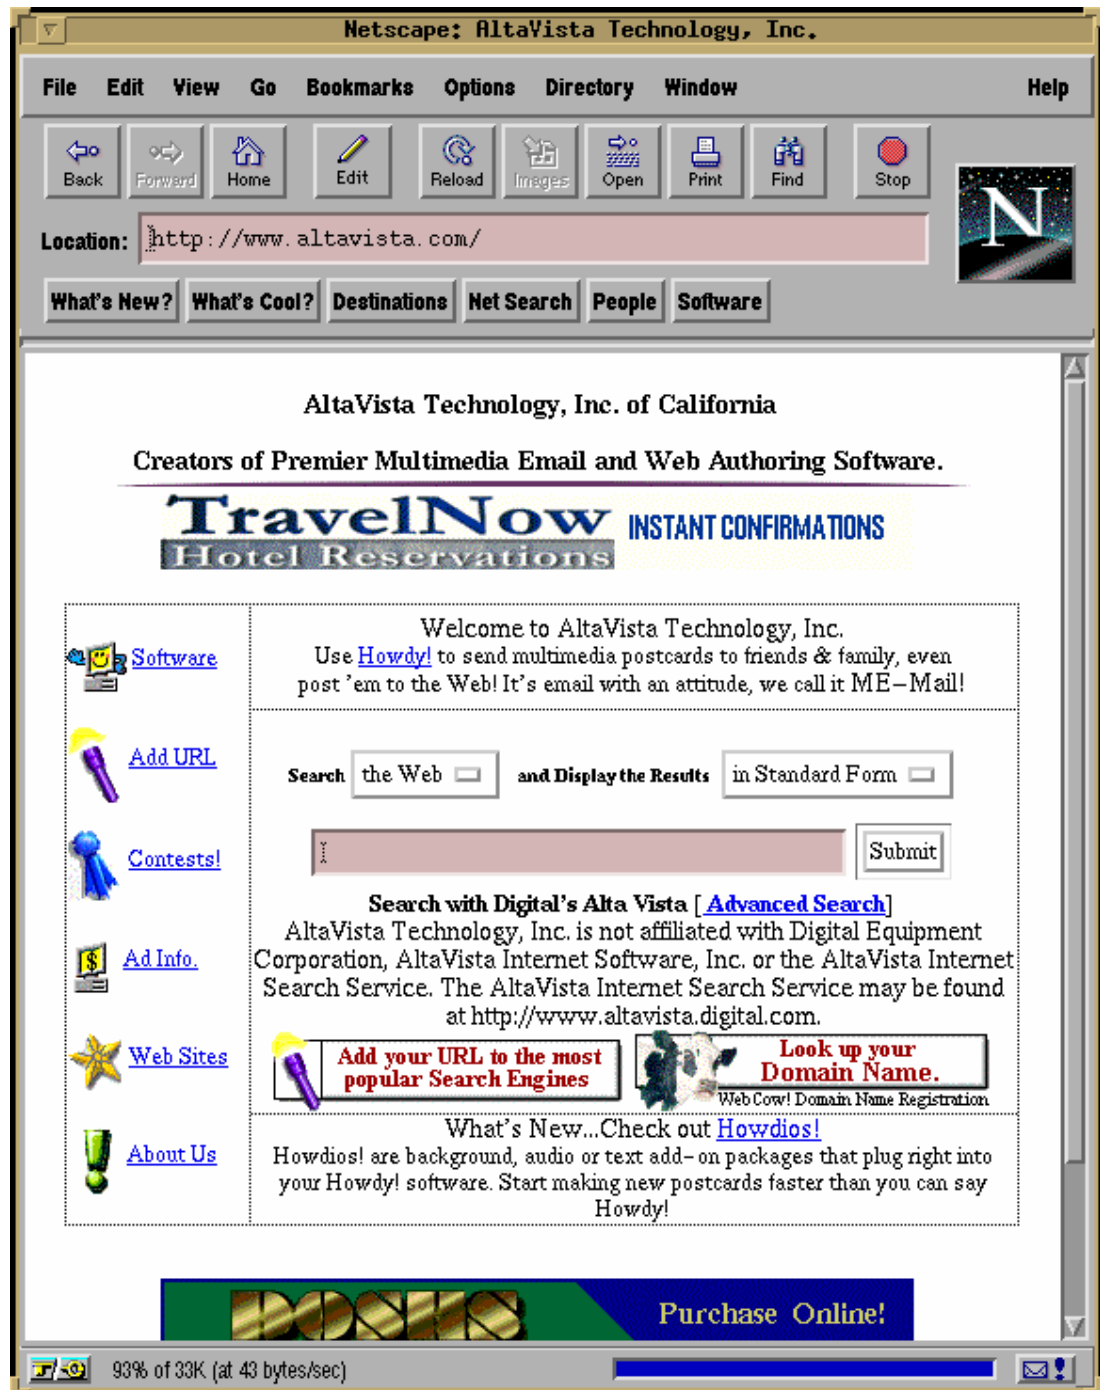 Netscape: AltaVista Technology, Inc.
File Edit View Go Bookmarks Options Directory Window Help
Back Forward Home Edit Reload Images Open Print Find Stop
N
Location: http://www.altavista.com/
What's New? What's Cool? Destinations Net Search People Software
AltaVista Technology, Inc. of California
Creators of Premier Multimedia Email and Web Authoring Software.
TravelNow INSTANT CONFIRMATIONS
Hotel Reservations
Software
Add URL
Contests!
Ad Info.
Web Sites
About Us
Welcome to AltaVista Technology, Inc.
Use Howdy! to send multimedia postcards to friends & family, even
post 'em to the Web! It's email with an attitude, we call it ME-Mail!
Search the Web and Display the Results in Standard Form
Submit
Search with Digital's Alta Vista [ Advanced Search]
AltaVista Technology, Inc. is not affiliated with Digital Equipment
Corporation, AltaVista Internet Software, Inc. or the AltaVista Internet
Search Service. The AltaVista Internet Search Service may be found
at http://www.altavista.digital.com.
Add your URL to the most
popular Search Engines
Look up your
Domain Name.
WebCow! Domain Name Registration
What's New...Check out Howdios!
Howdios! are background, audio or text add-on packages that plug right into
your Howdy! software. Start making new postcards faster than you can say
Howdy!
Purchase Online!
93% of 33K (at 43 bytes/sec)